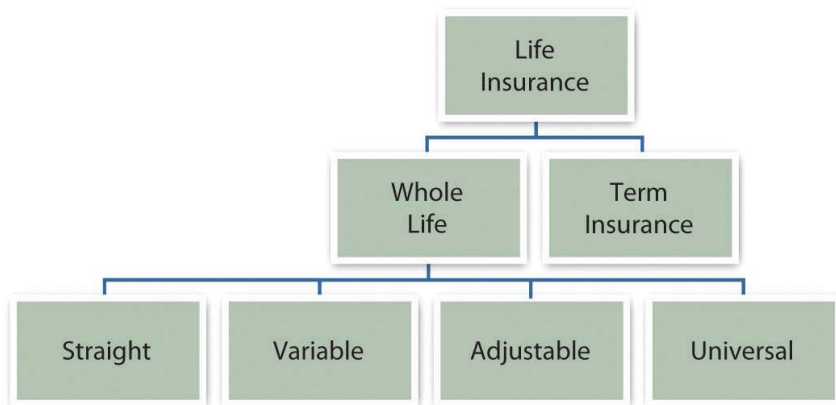 Life
Insurance
Whole
Life
Term
Insurance
Straight
Variable
Adjustable
Universal